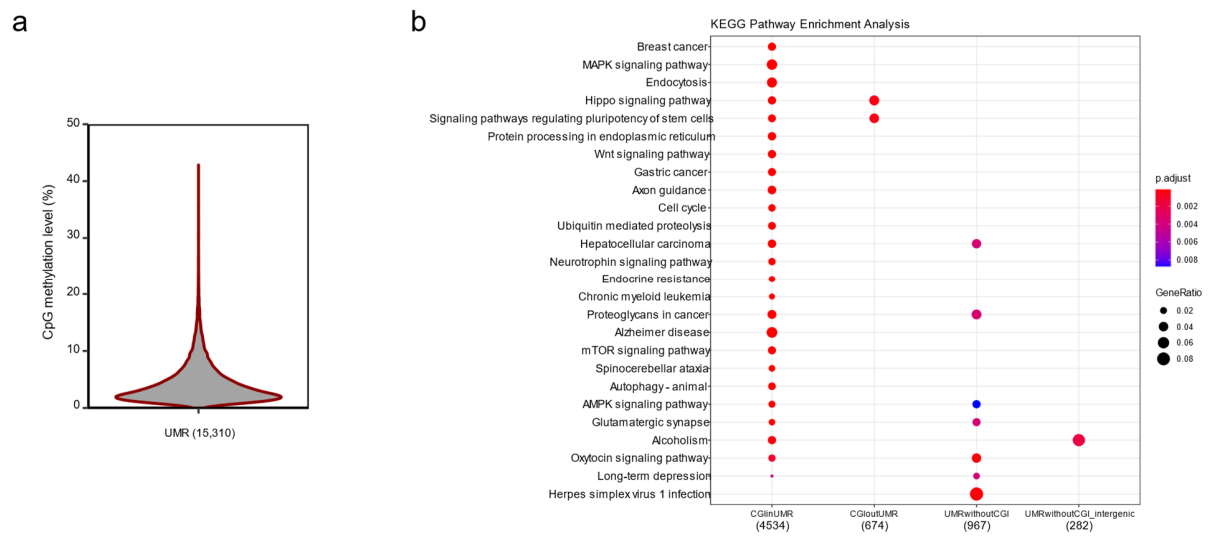 a
50
40
30
20
10
0
CpG methylation level (%)
UMR (15,310)
b
KEGG Pathway Enrichment Analysis
Breast cancer
MAPK signaling pathway
Endocytosis
Hippo signaling pathway
Signaling pathways regulating pluripotency of stem cells
Protein processing in endoplasmic reticulum
Wnt signaling pathway
Gastric cancer
Axon guidance
Cell cycle
Ubiquitin mediated proteolysis
Hepatocellular carcinoma
Neurotrophin signaling pathway
Endocrine resistance
Chronic myeloid leukemia
Proteoglycans in cancer
Alzheimer disease
mTOR signaling pathway
Spinocerebellar ataxia
Autophagy - animal
AMPK signaling pathway
Glutamatergic synapse
Alcoholism
Oxytocin signaling pathway
Long-term depression
Herpes simplex virus 1 infection
CGIinUMR
(4534)
CGIoutUMR
(674)
UMRwithoutCGI
(967)
UMRwithoutCGI_intergenic
(282)
p.adjust
0.002
0.004
0.006
0.008
GeneRatio
0.02
0.04
0.06
0.08